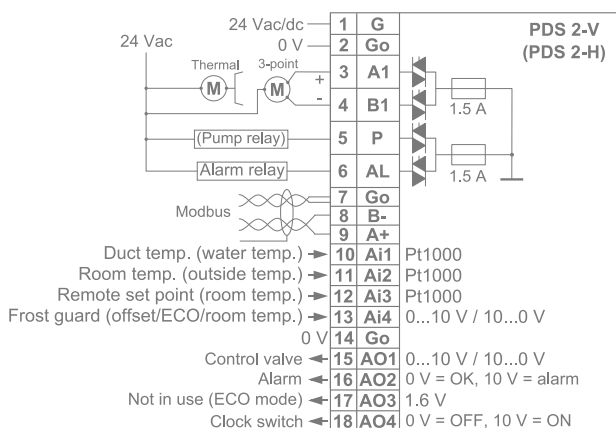 24 Vac/dc 1 G PDS 2-V
24 Vac 0 V 2 Go (PDS 2-H)
Thermal 3-point
M M + 3 A1
- 4 B1 1.5 A
(Pump relay) 5 P
Alarm relay 6 AL 1.5 A
7 Go
Modbus 8 B-
9 A+
Duct temp. (water temp.) 10 Ai1 Pt1000
Room temp. (outside temp.) 11 Ai2 Pt1000
Remote set point (room temp.) 12 Ai3 Pt1000
Frost guard (offset/ECO/room temp.) 13 Ai4 0...10 V / 10...0 V
0 V 14 Go
Control valve 15 AO1 0...10 V / 10...0 V
Alarm 16 AO2 0 V = OK, 10 V = alarm
Not in use (ECO mode) 17 AO3 1.6 V
Clock switch 18 AO4 0 V = OFF, 10 V = ON